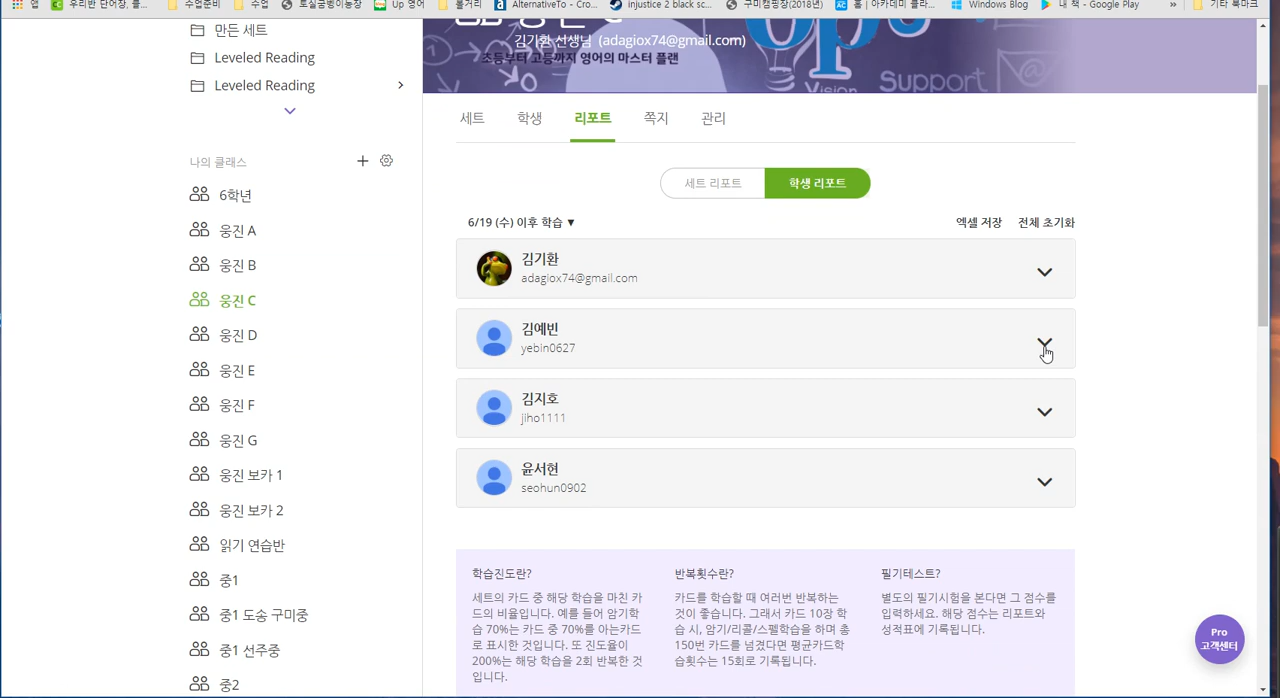 앱
우리반 단어장, 클...
수업준비
수업
토실굼벵이농장
Up 영어
볼거리
AlternativeTo - Cro...
injustice 2 black sc...
구미캠핑장(2018년)
홈 | 아카데미 클라...
Windows Blog
내 책 - Google Play
»
기타 북마크
만든 세트
Leveled Reading
Leveled Reading
김기환 선생님 (adagiox74@gmail.com)
초등부터 고등까지 영어의 마스터 플랜
Ups
Vision
Support
세트
학생
리포트
쪽지
관리
나의 클래스
6학년
웅진 A
웅진 B
웅진 C
웅진 D
웅진 E
웅진 F
웅진 G
웅진 보카 1
웅진 보카 2
읽기 연습반
중1
중1 도송 구미중
중1 선주중
중2
세트 리포트
학생 리포트
6/19 (수) 이후 학습 ▼
엑셀 저장
전체 초기화
김기환
adagiox74@gmail.com
김예빈
yebin0627
김지호
jiho1111
윤서현
seohun0902
학습진도란?
세트의 카드 중 해당 학습을 마친 카
드의 비율입니다. 예를 들어 암기학
습 70%는 카드 중 70%를 아는카드
로 표시한 것입니다. 또 진도율이
200%는 해당 학습을 2회 반복한 것
입니다.
반복횟수란?
카드를 학습할 때 여러번 반복하는
것이 좋습니다. 그래서 카드 10장 학
습 시, 암기/리콜/스펠학습을 하며 총
150번 카드를 넘겼다면 평균카드학
습횟수는 15회로 기록됩니다.
필기테스트?
별도의 필기시험을 본다면 그 점수를
입력하세요. 해당 점수는 리포트와
성적표에 기록됩니다.
Pro
고객센터